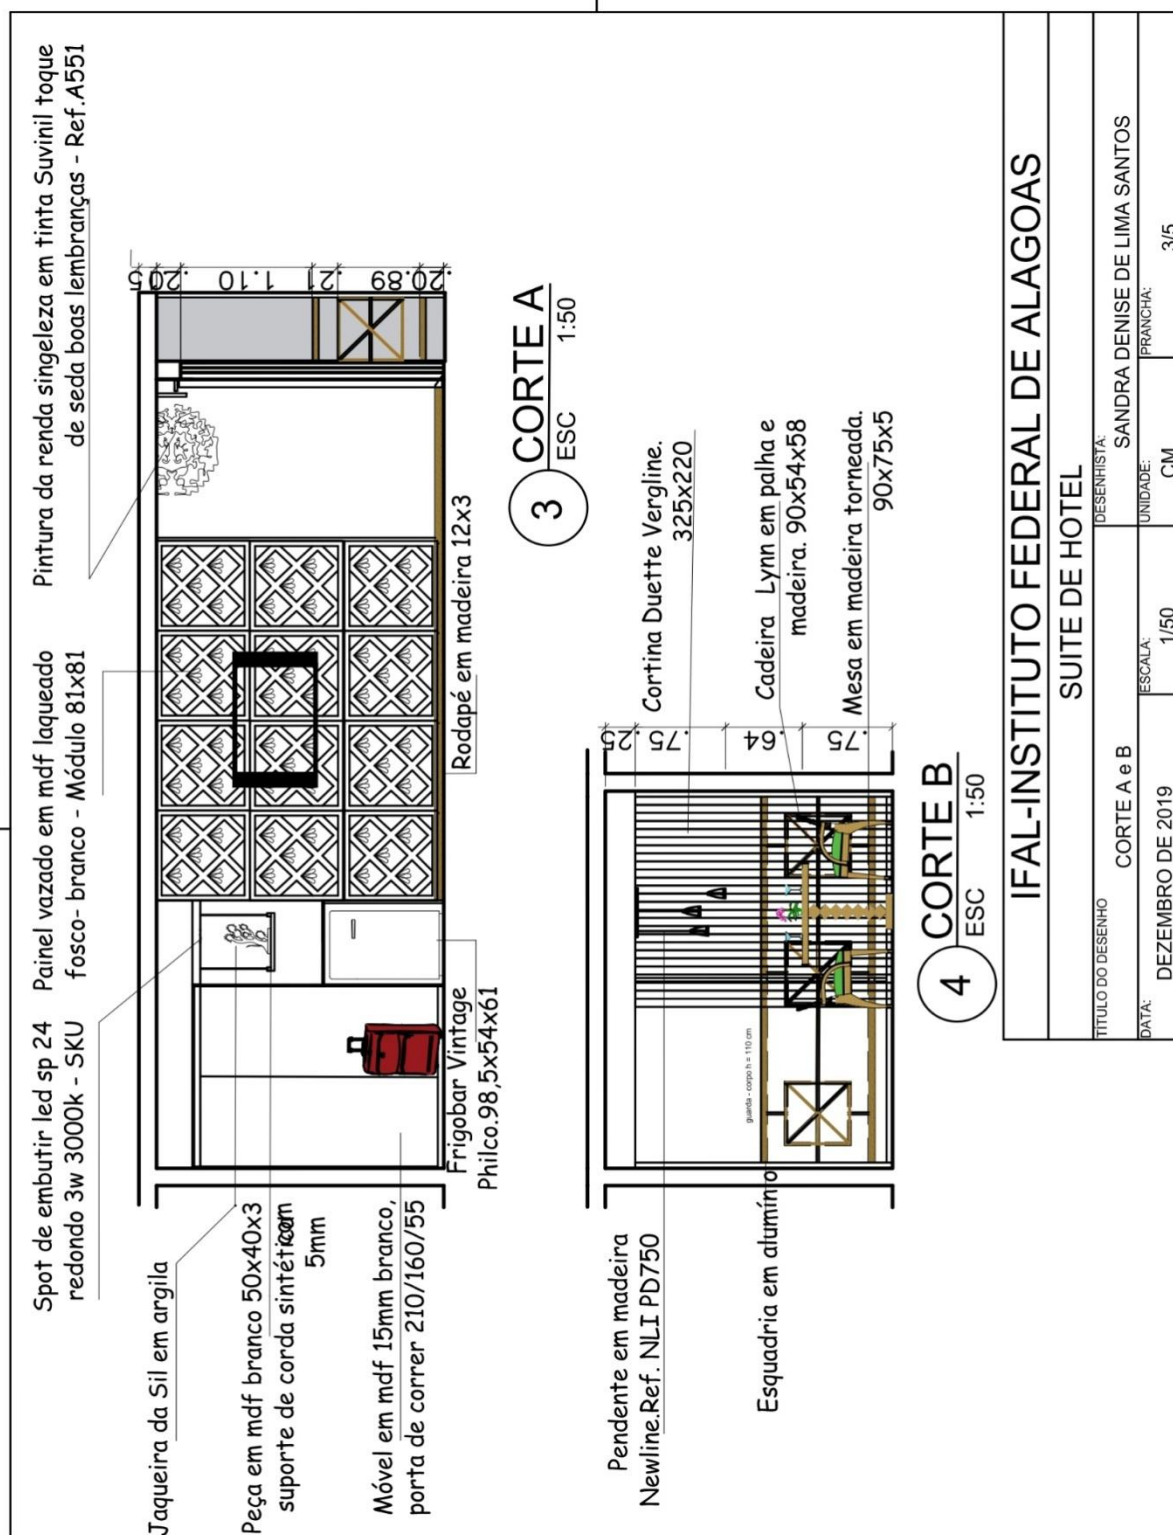 Spot de embutir led sp 24
redondo 3w 3000k - SKU
Painel vazado em mdf laqueado
fosco- branco - Módulo 81x81
Pintura da renda singeleza em tinta Suvinil toque
de seda boas lembranças - Ref.A551
Jaqueira da Sil em argila
Peça em mdf branco 50x40x3
suporte de corda sintética
5mm
Móvel em mdf 15mm branco,
porta de correr 210/160/55
Frigobar Vintage
Philco.98,5x54x61
Rodapé em madeira 12x3
.20
1.10
.21
.89
.20
3
CORTE A
ESC 1:50
Pendente em madeira
Newline.Ref. NLI PD750
Esquadria em alumínio
guarda - corpo h = 110 cm
Cortina Duette Vergline.
325x220
Cadeira Lynn em palha e
madeira. 90x54x58
Mesa em madeira torneada.
90x75x5
.25
.75
.64
.75
4
CORTE B
ESC 1:50
IFAL-INSTITUTO FEDERAL DE ALAGOAS
SUITE DE HOTEL
TÍTULO DO DESENHO
CORTE A e B
DESENHISTA:
SANDRA DENISE DE LIMA SANTOS
DATA:
DEZEMBRO DE 2019
ESCALA:
1/50
UNIDADE:
CM
PRANCHA:
3/5